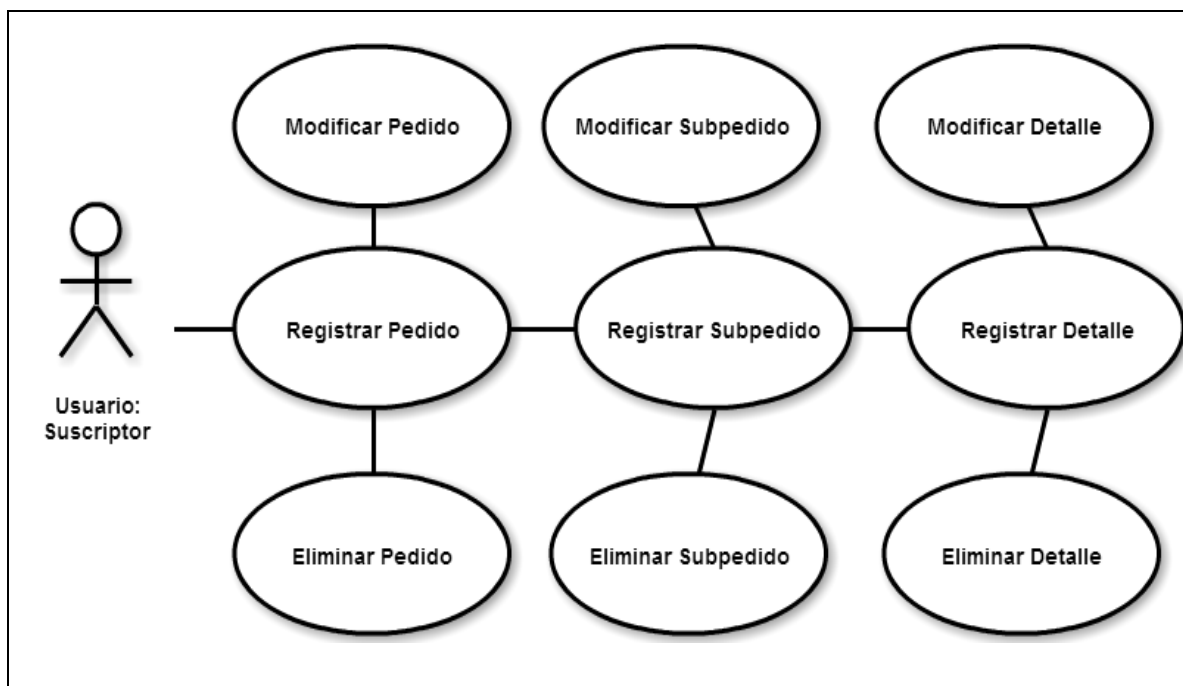 Modificar Pedido
Modificar Subpedido
Modificar Detalle
Registrar Pedido
Registrar Subpedido
Registrar Detalle
Usuario:
Suscriptor
Eliminar Pedido
Eliminar Subpedido
Eliminar Detalle